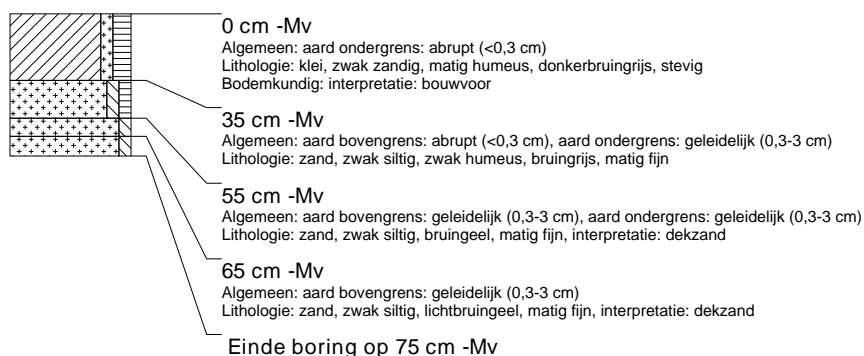 0 cm -Mv
Algemeen: aard ondergrens: abrupt (<0,3 cm)
Lithologie: klei, zwak zandig, matig humeus, donkerbruingrijs, stevig
Bodemkundig: interpretatie: bouwvoor
35 cm -Mv
Algemeen: aard bovengrens: abrupt (<0,3 cm), aard ondergrens: geleidelijk (0,3-3 cm)
Lithologie: zand, zwak siltig, zwak humeus, bruingrijs, matig fijn
55 cm -Mv
Algemeen: aard bovengrens: geleidelijk (0,3-3 cm), aard ondergrens: geleidelijk (0,3-3 cm)
Lithologie: zand, zwak siltig, bruingeel, matig fijn, interpretatie: dekzand
65 cm -Mv
Algemeen: aard bovengrens: geleidelijk (0,3-3 cm)
Lithologie: zand, zwak siltig, lichtbruingeel, matig fijn, interpretatie: dekzand
Einde boring op 75 cm -Mv